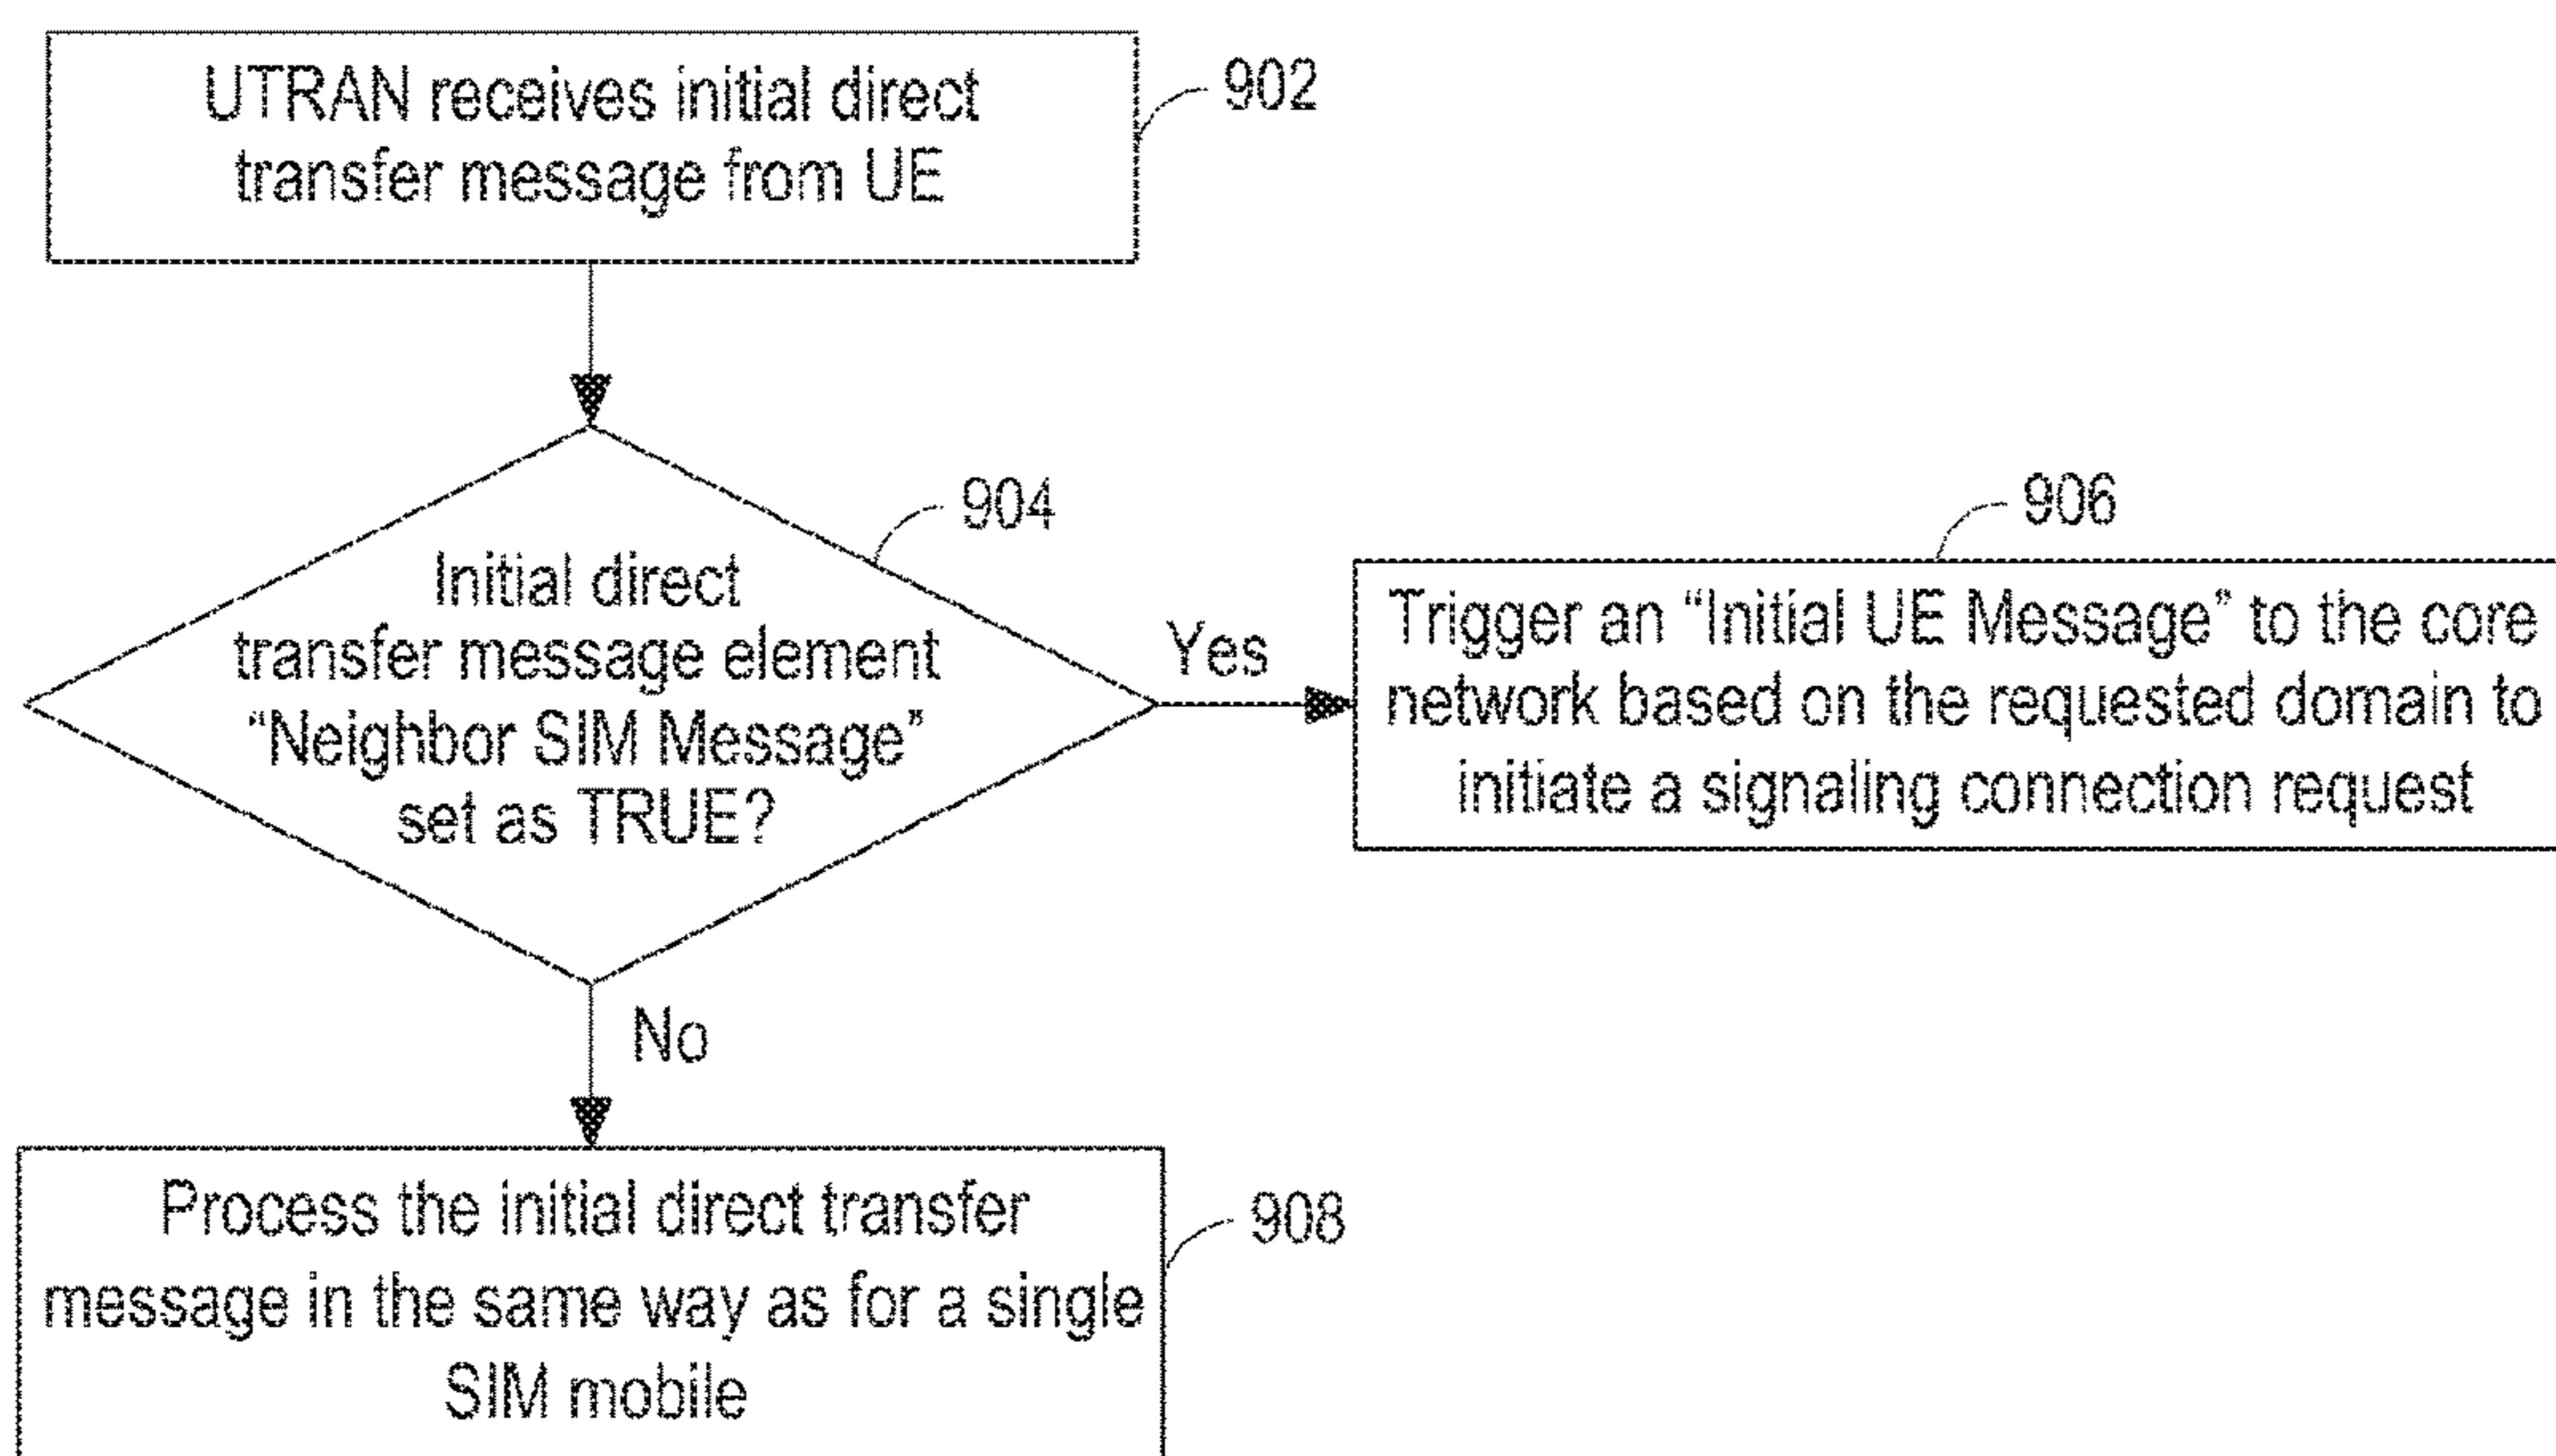 UTRAN receives initial direct
transfer message from UE
902
904
Initial direct
transfer message element
“Neighbor SIM Message”
set as TRUE?
Yes
906
Trigger an “Initial UE Message” to the core
network based on the requested domain to
initiate a signaling connection request
No
Process the initial direct transfer
message in the same way as for a single
SIM mobile
908